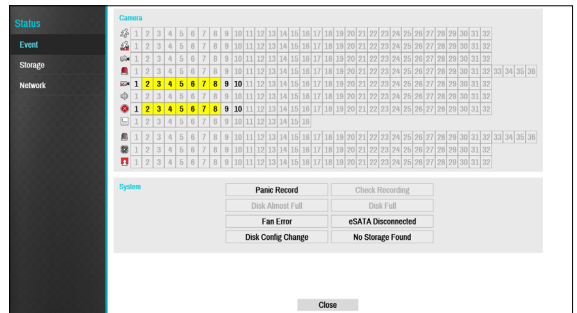 Status
Event
Storage
Network
Camera
1 2 3 4 5 6 7 8 9 10 11 12 13 14 15 16 17 18 19 20 21 22 23 24 25 26 27 28 29 30 31 32
1 2 3 4 5 6 7 8 9 10 11 12 13 14 15 16 17 18 19 20 21 22 23 24 25 26 27 28 29 30 31 32
1 2 3 4 5 6 7 8 9 10 11 12 13 14 15 16 17 18 19 20 21 22 23 24 25 26 27 28 29 30 31 32
1 2 3 4 5 6 7 8 9 10 11 12 13 14 15 16 17 18 19 20 21 22 23 24 25 26 27 28 29 30 31 32 33 34 35 36
1 2 3 4 5 6 7 8 9 10 11 12 13 14 15 16 17 18 19 20 21 22 23 24 25 26 27 28 29 30 31 32
1 2 3 4 5 6 7 8 9 10 11 12 13 14 15 16 17 18 19 20 21 22 23 24 25 26 27 28 29 30 31 32
1 2 3 4 5 6 7 8 9 10 11 12 13 14 15 16 17 18 19 20 21 22 23 24 25 26 27 28 29 30 31 32
1 2 3 4 5 6 7 8 9 10 11 12 13 14 15 16
1 2 3 4 5 6 7 8 9 10 11 12 13 14 15 16 17 18 19 20 21 22 23 24 25 26 27 28 29 30 31 32 33 34 35 36
1 2 3 4 5 6 7 8 9 10 11 12 13 14 15 16 17 18 19 20 21 22 23 24 25 26 27 28 29 30 31 32
1 2 3 4 5 6 7 8 9 10 11 12 13 14 15 16 17 18 19 20 21 22 23 24 25 26 27 28 29 30 31 32
System
Panic Record Check Recording
Disk Almost Full Disk Full
Fan Error eSATA Disconnected
Disk Config Change No Storage Found
Close